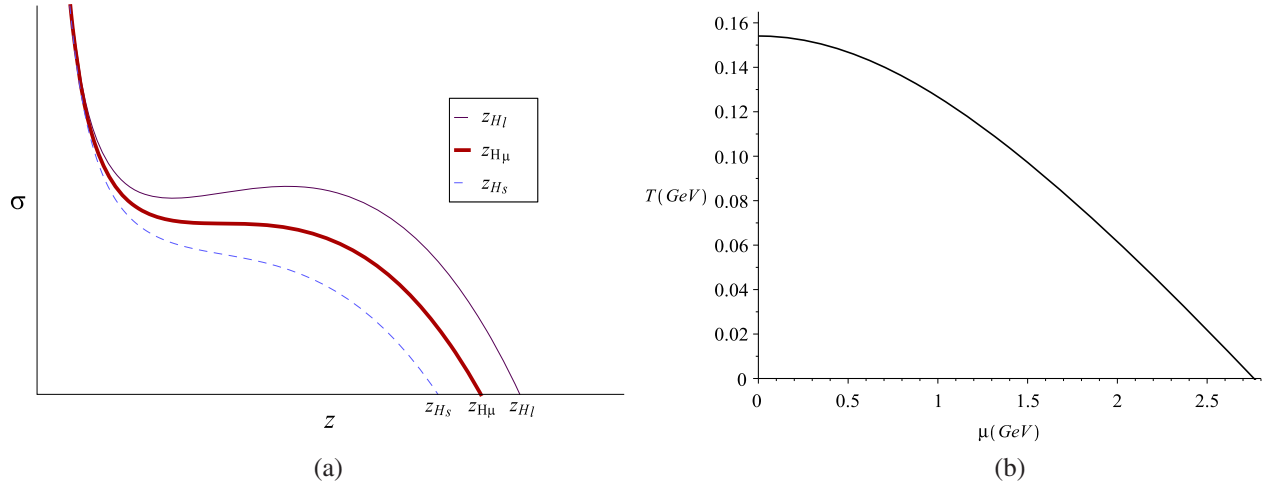 σ
z_{Hl}
z_{Hμ}
z_{Hs}
z_{Hs} z_{Hμ} z_{Hl}
z
(a)
0.16
0.14
0.12
0.10
T(GeV)
0.08
0.06
0.04
0.02
0
0 0.5 1 1.5 2 2.5
μ(GeV)
(b)